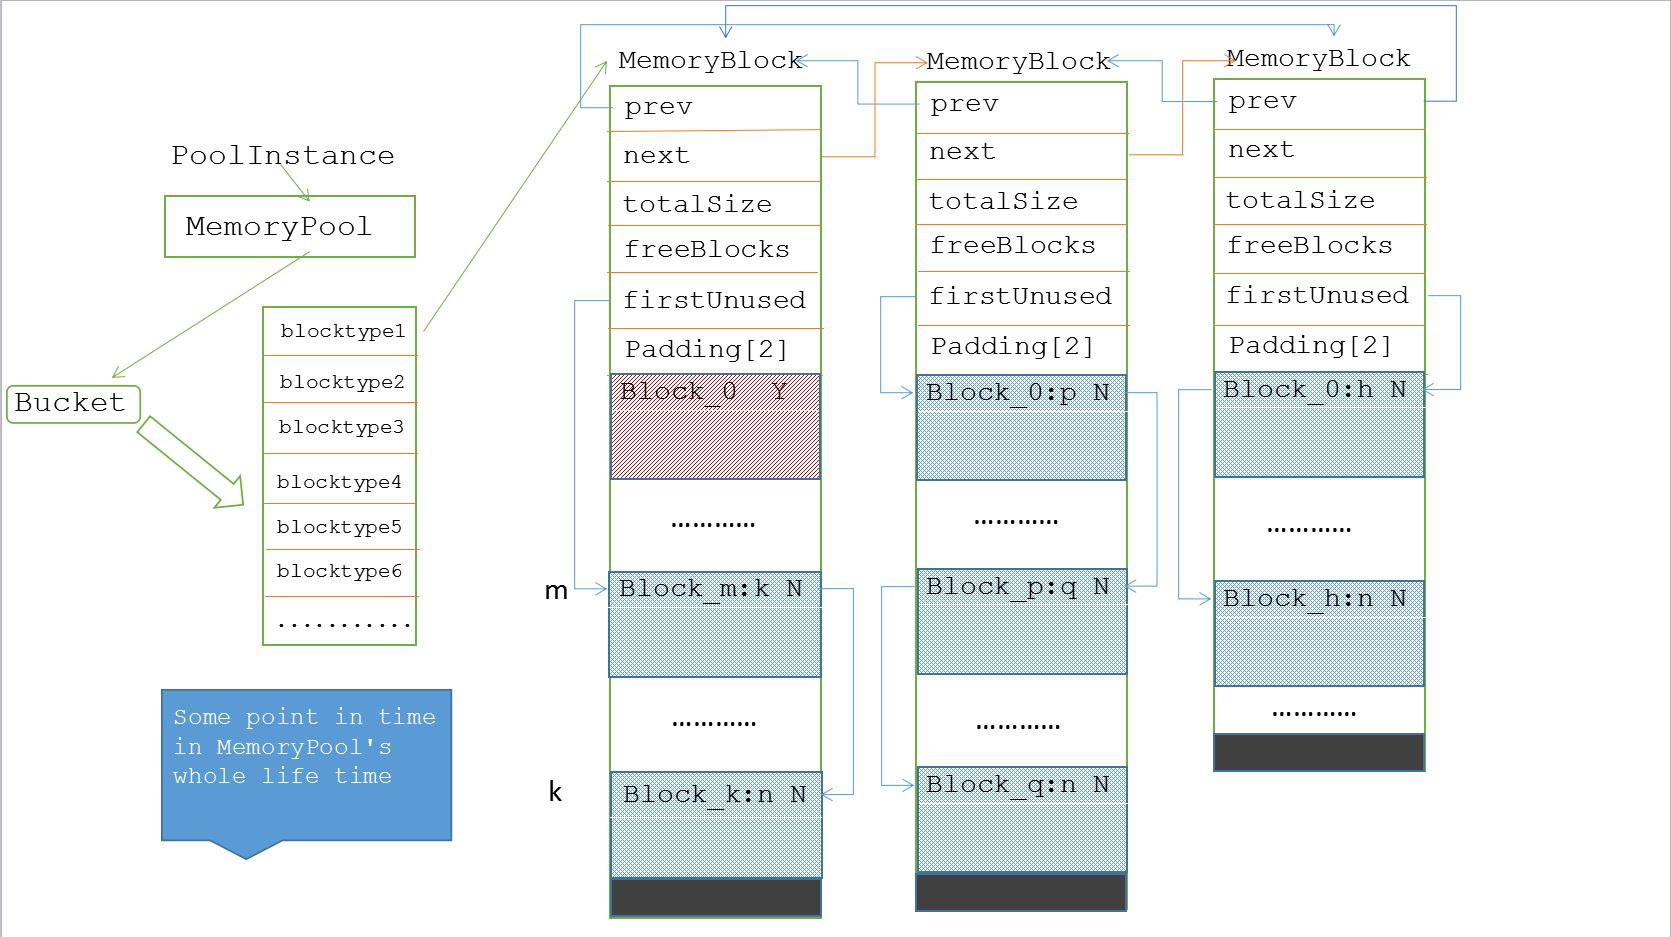 PoolInstance
MemoryPool
Bucket
blocktype1
blocktype2
blocktype3
blocktype4
blocktype5
blocktype6
...........
Some point in time
in MemoryPool's
whole life time
MemoryBlock
prev
next
totalSize
freeBlocks
firstUnused
Padding[2]
Block_0 Y
............
m
Block_m:k N
............
k
Block_k:n N
MemoryBlock
prev
next
totalSize
freeBlocks
firstUnused
Padding[2]
Block_0:p N
............
Block_p:q N
............
Block_q:n N
MemoryBlock
prev
next
totalSize
freeBlocks
firstUnused
Padding[2]
Block_0:h N
............
Block_h:n N
............